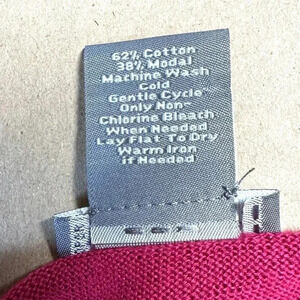 62% Cotton
38% Modal
Machine Wash
Cold
Gentle Cycle
Only Non-
Chlorine Bleach
When Needed
Lay Flat To Dry
Warm Iron
if Needed